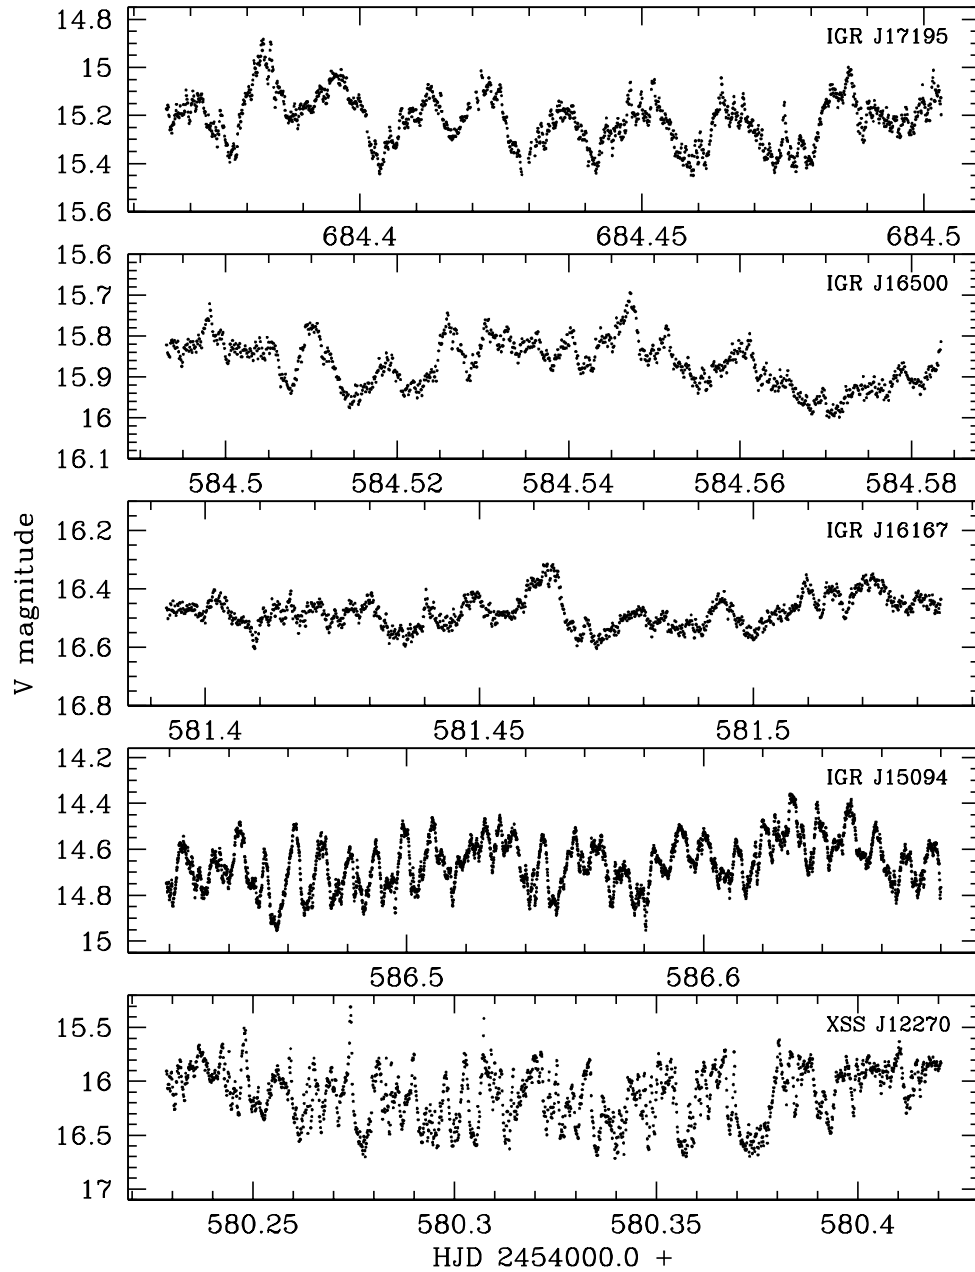 14.8
IGR J17195
15
15.2
15.4
15.6
684.4 684.45 684.5
15.6
IGR J16500
15.7
15.8
15.9
16
16.1
584.5 584.52 584.54 584.56 584.58
V magnitude
16.2
IGR J16167
16.4
16.6
16.8
581.4 581.45 581.5
14.2
IGR J15094
14.4
14.6
14.8
15
586.5 586.6
15.5
XSS J12270
16
16.5
17
580.25 580.3 580.35 580.4
HJD 2454000.0 +